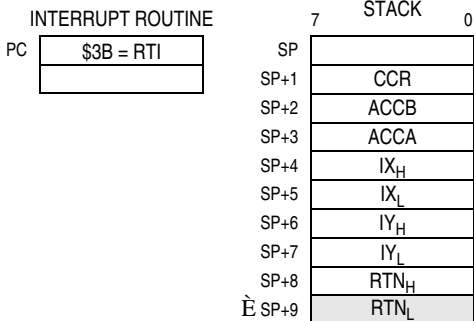 INTERRUPT ROUTINE
PC $3B = RTI
STACK
7 0
SP
SP+1 CCR
SP+2 ACCB
SP+3 ACCA
SP+4 IXH
SP+5 IXL
SP+6 IYH
SP+7 IYL
SP+8 RTNH
È SP+9 RTNL